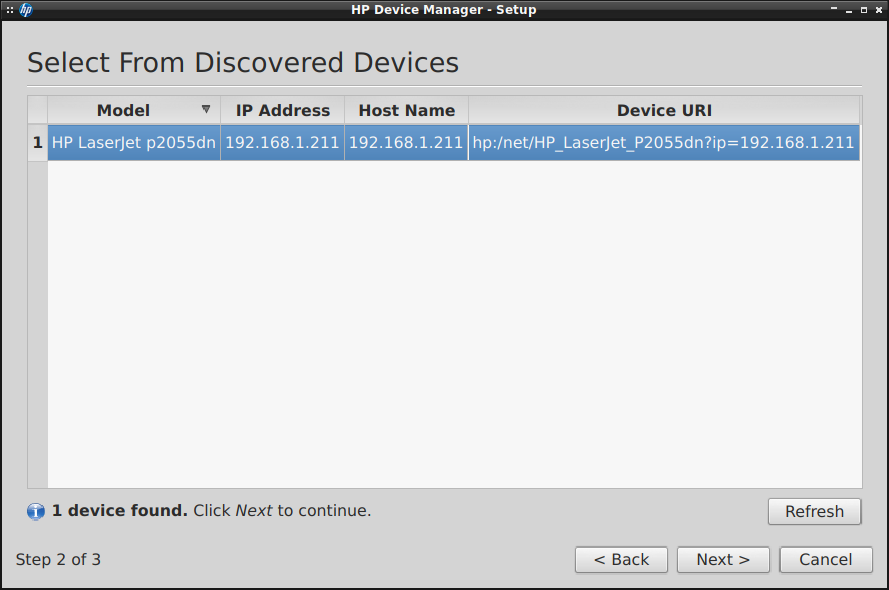 hp HP Device Manager - Setup
Select From Discovered Devices
Model IP Address Host Name Device URI
1 HP LaserJet p2055dn 192.168.1.211 192.168.1.211 hp:/net/HP_LaserJet_P2055dn?ip=192.168.1.211
i 1 device found. Click Next to continue. Refresh
Step 2 of 3 < Back Next > Cancel